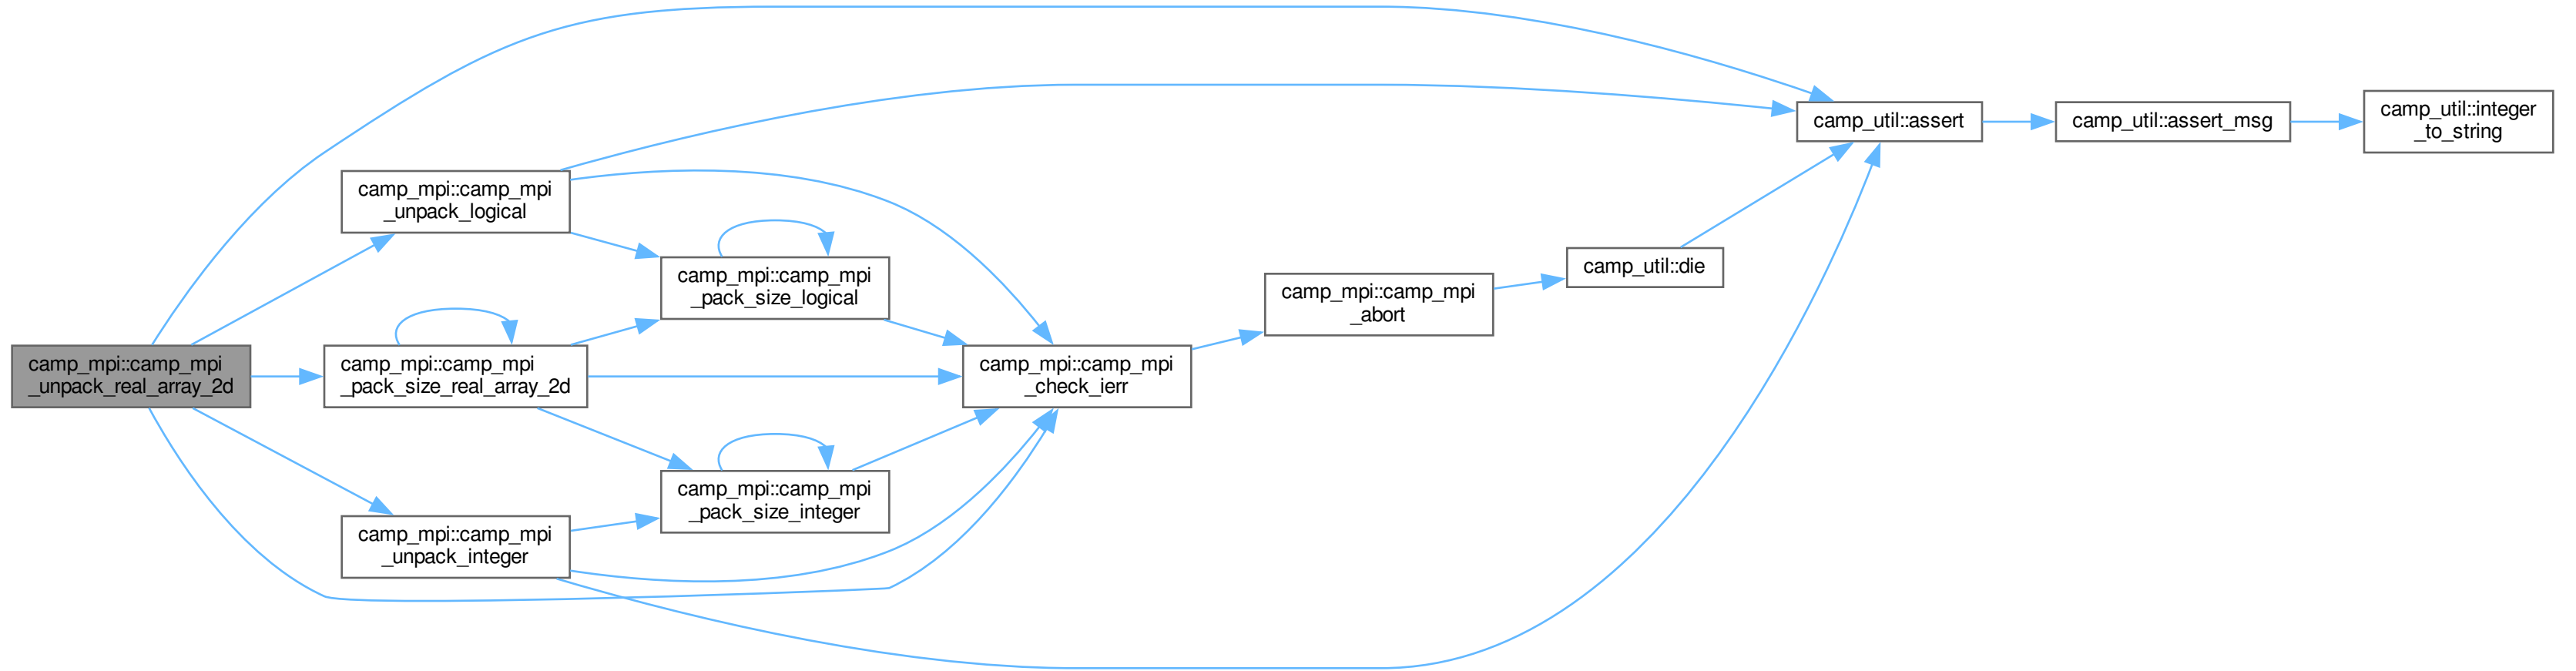 camp_mpi::camp_mpi
_unpack_real_array_2d
camp_mpi::camp_mpi
_unpack_logical
camp_mpi::camp_mpi
_pack_size_real_array_2d
camp_mpi::camp_mpi
_unpack_integer
camp_mpi::camp_mpi
_pack_size_logical
camp_mpi::camp_mpi
_pack_size_integer
camp_mpi::camp_mpi
_check_ierr
camp_mpi::camp_mpi
_abort
camp_util::die
camp_util::assert
camp_util::assert_msg
camp_util::integer
_to_string